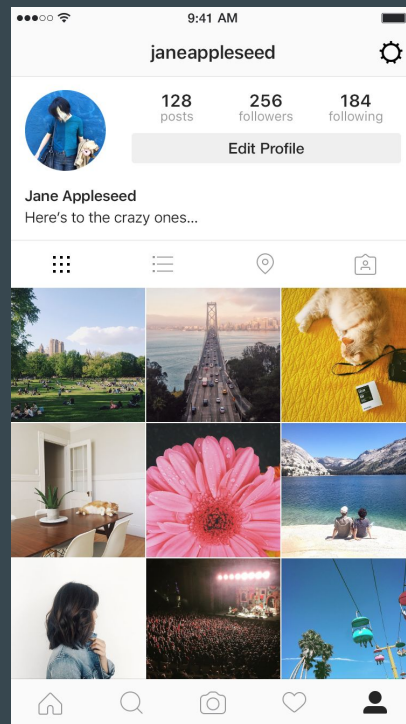 9:41 AM
janeappleseed
128 256 184
posts followers following
Edit Profile
Jane Appleseed
Here's to the crazy ones...